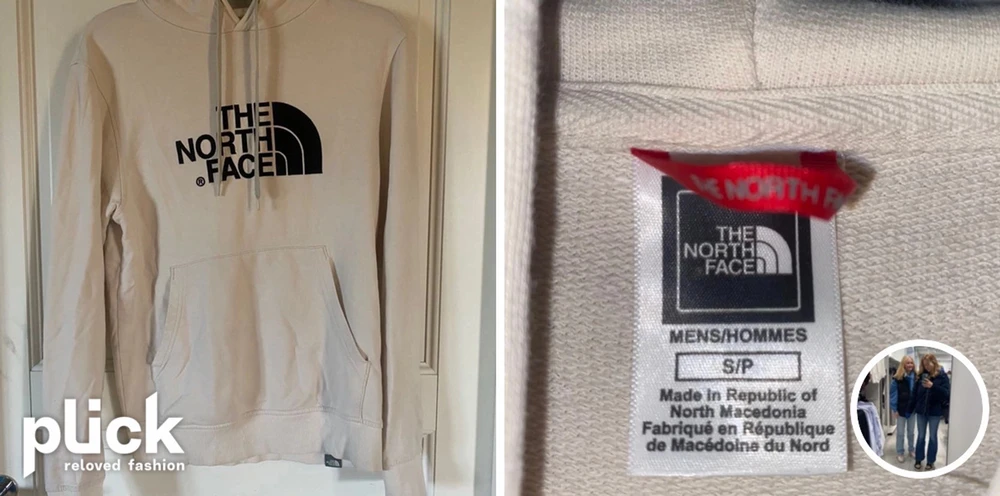 THE
NORTH
FACE
®
plick
reloved fashion
THE NORTH
THE
NORTH
FACE
MENS/HOMMES
S/P
Made in Republic of
North Macedonia
Fabriqué en République
de Macédoine du Nord